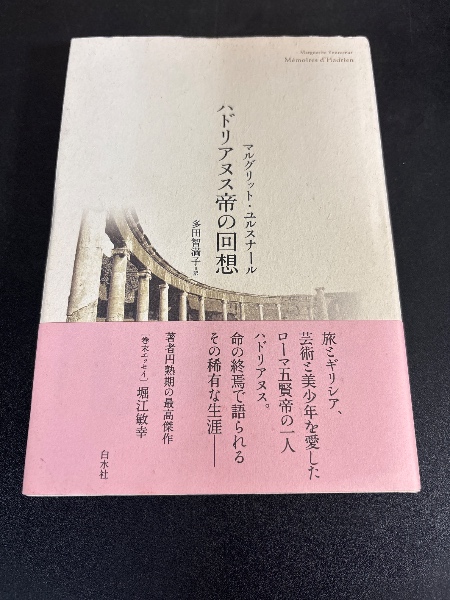 Marguerite Yourcenar
Mémoires d'Hadrien
マルグリット・ユルスナール
ハドリアヌス帝の回想
多田智満子 訳
旅とギリシア、
芸術と美少年を愛した
ローマ五賢帝の一人
ハドリアヌス。
命の終焉で語られる
その稀有な生涯――
著者円熟期の最高傑作
［巻末エッセイ］堀江敏幸
白水社